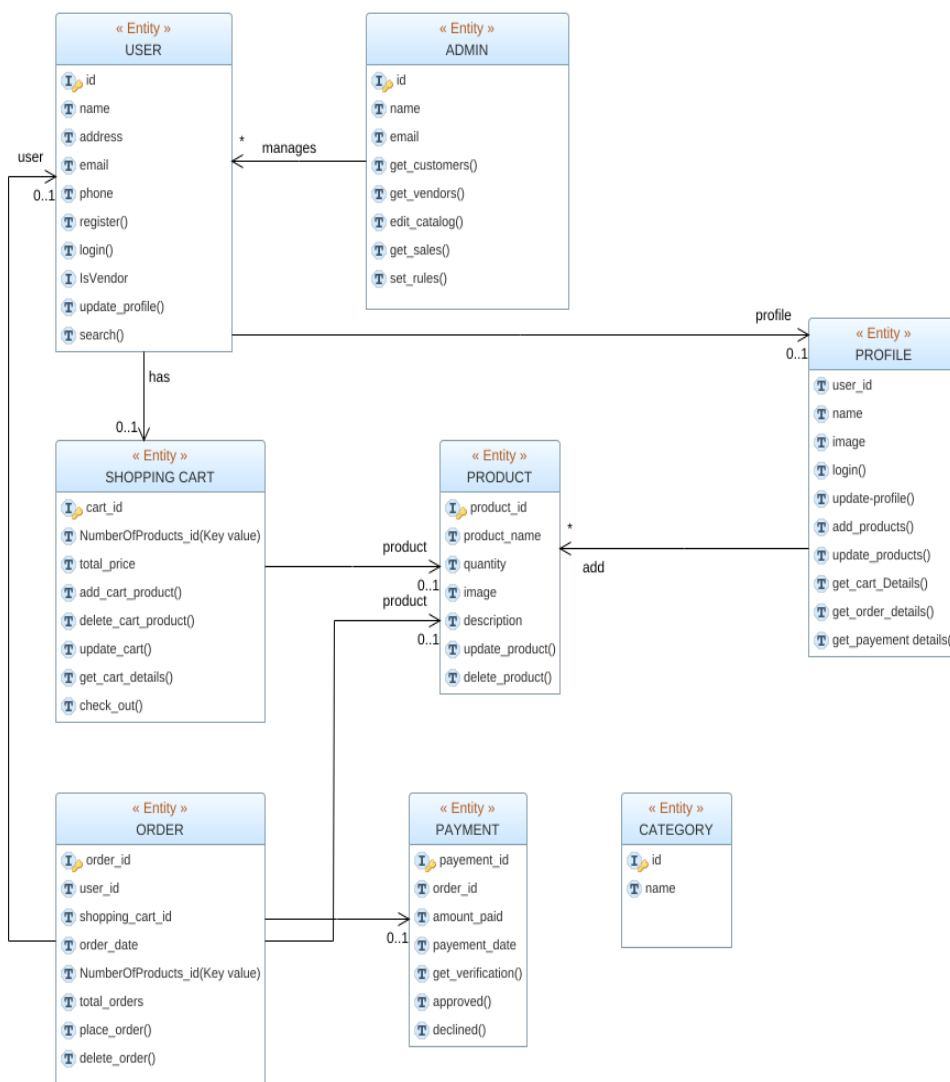 « Entity »
USER
id
name
address
email
phone
register()
login()
IsVendor
update_profile()
search()
« Entity »
ADMIN
id
name
email
get_customers()
get_vendors()
edit_catalog()
get_sales()
set_rules()
*
manages
user
0..1
profile
0..1
has
0..1
« Entity »
PROFILE
user_id
name
image
login()
update-profile()
add_products()
update_products()
get_cart_Details()
get_order_details()
get_payement details(
« Entity »
SHOPPING CART
cart_id
NumberOfProducts_id(Key value)
total_price
add_cart_product()
delete_cart_product()
update_cart()
get_cart_details()
check_out()
product
0..1
product
0..1
« Entity »
PRODUCT
product_id
product_name
quantity
image
description
update_product()
delete_product()
*
add
« Entity »
ORDER
order_id
user_id
shopping_cart_id
order_date
NumberOfProducts_id(Key value)
total_orders
place_order()
delete_order()
0..1
« Entity »
PAYMENT
payement_id
order_id
amount_paid
payement_date
get_verification()
approved()
declined()
« Entity »
CATEGORY
id
name